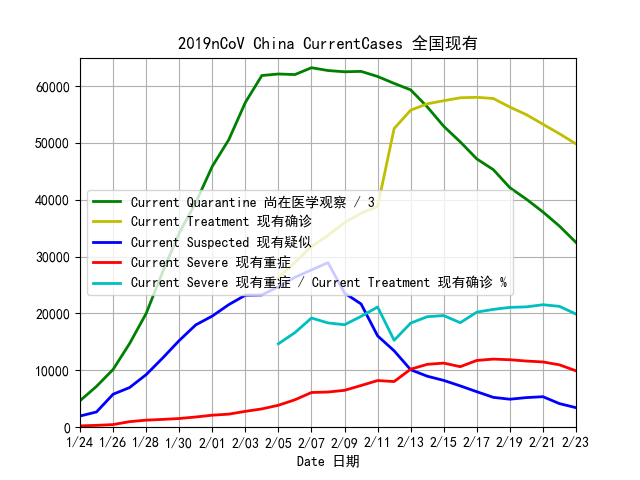 2019nCoV China CurrentCases 全国现有
60000
50000
40000
30000
20000
10000
0
Current Quarantine 尚在医学观察 / 3
Current Treatment 现有确诊
Current Suspected 现有疑似
Current Severe 现有重症
Current Severe 现有重症 / Current Treatment 现有确诊 %
1/24 1/26 1/28 1/30 2/01 2/03 2/05 2/07 2/09 2/11 2/13 2/15 2/17 2/19 2/21 2/23
Date 日期